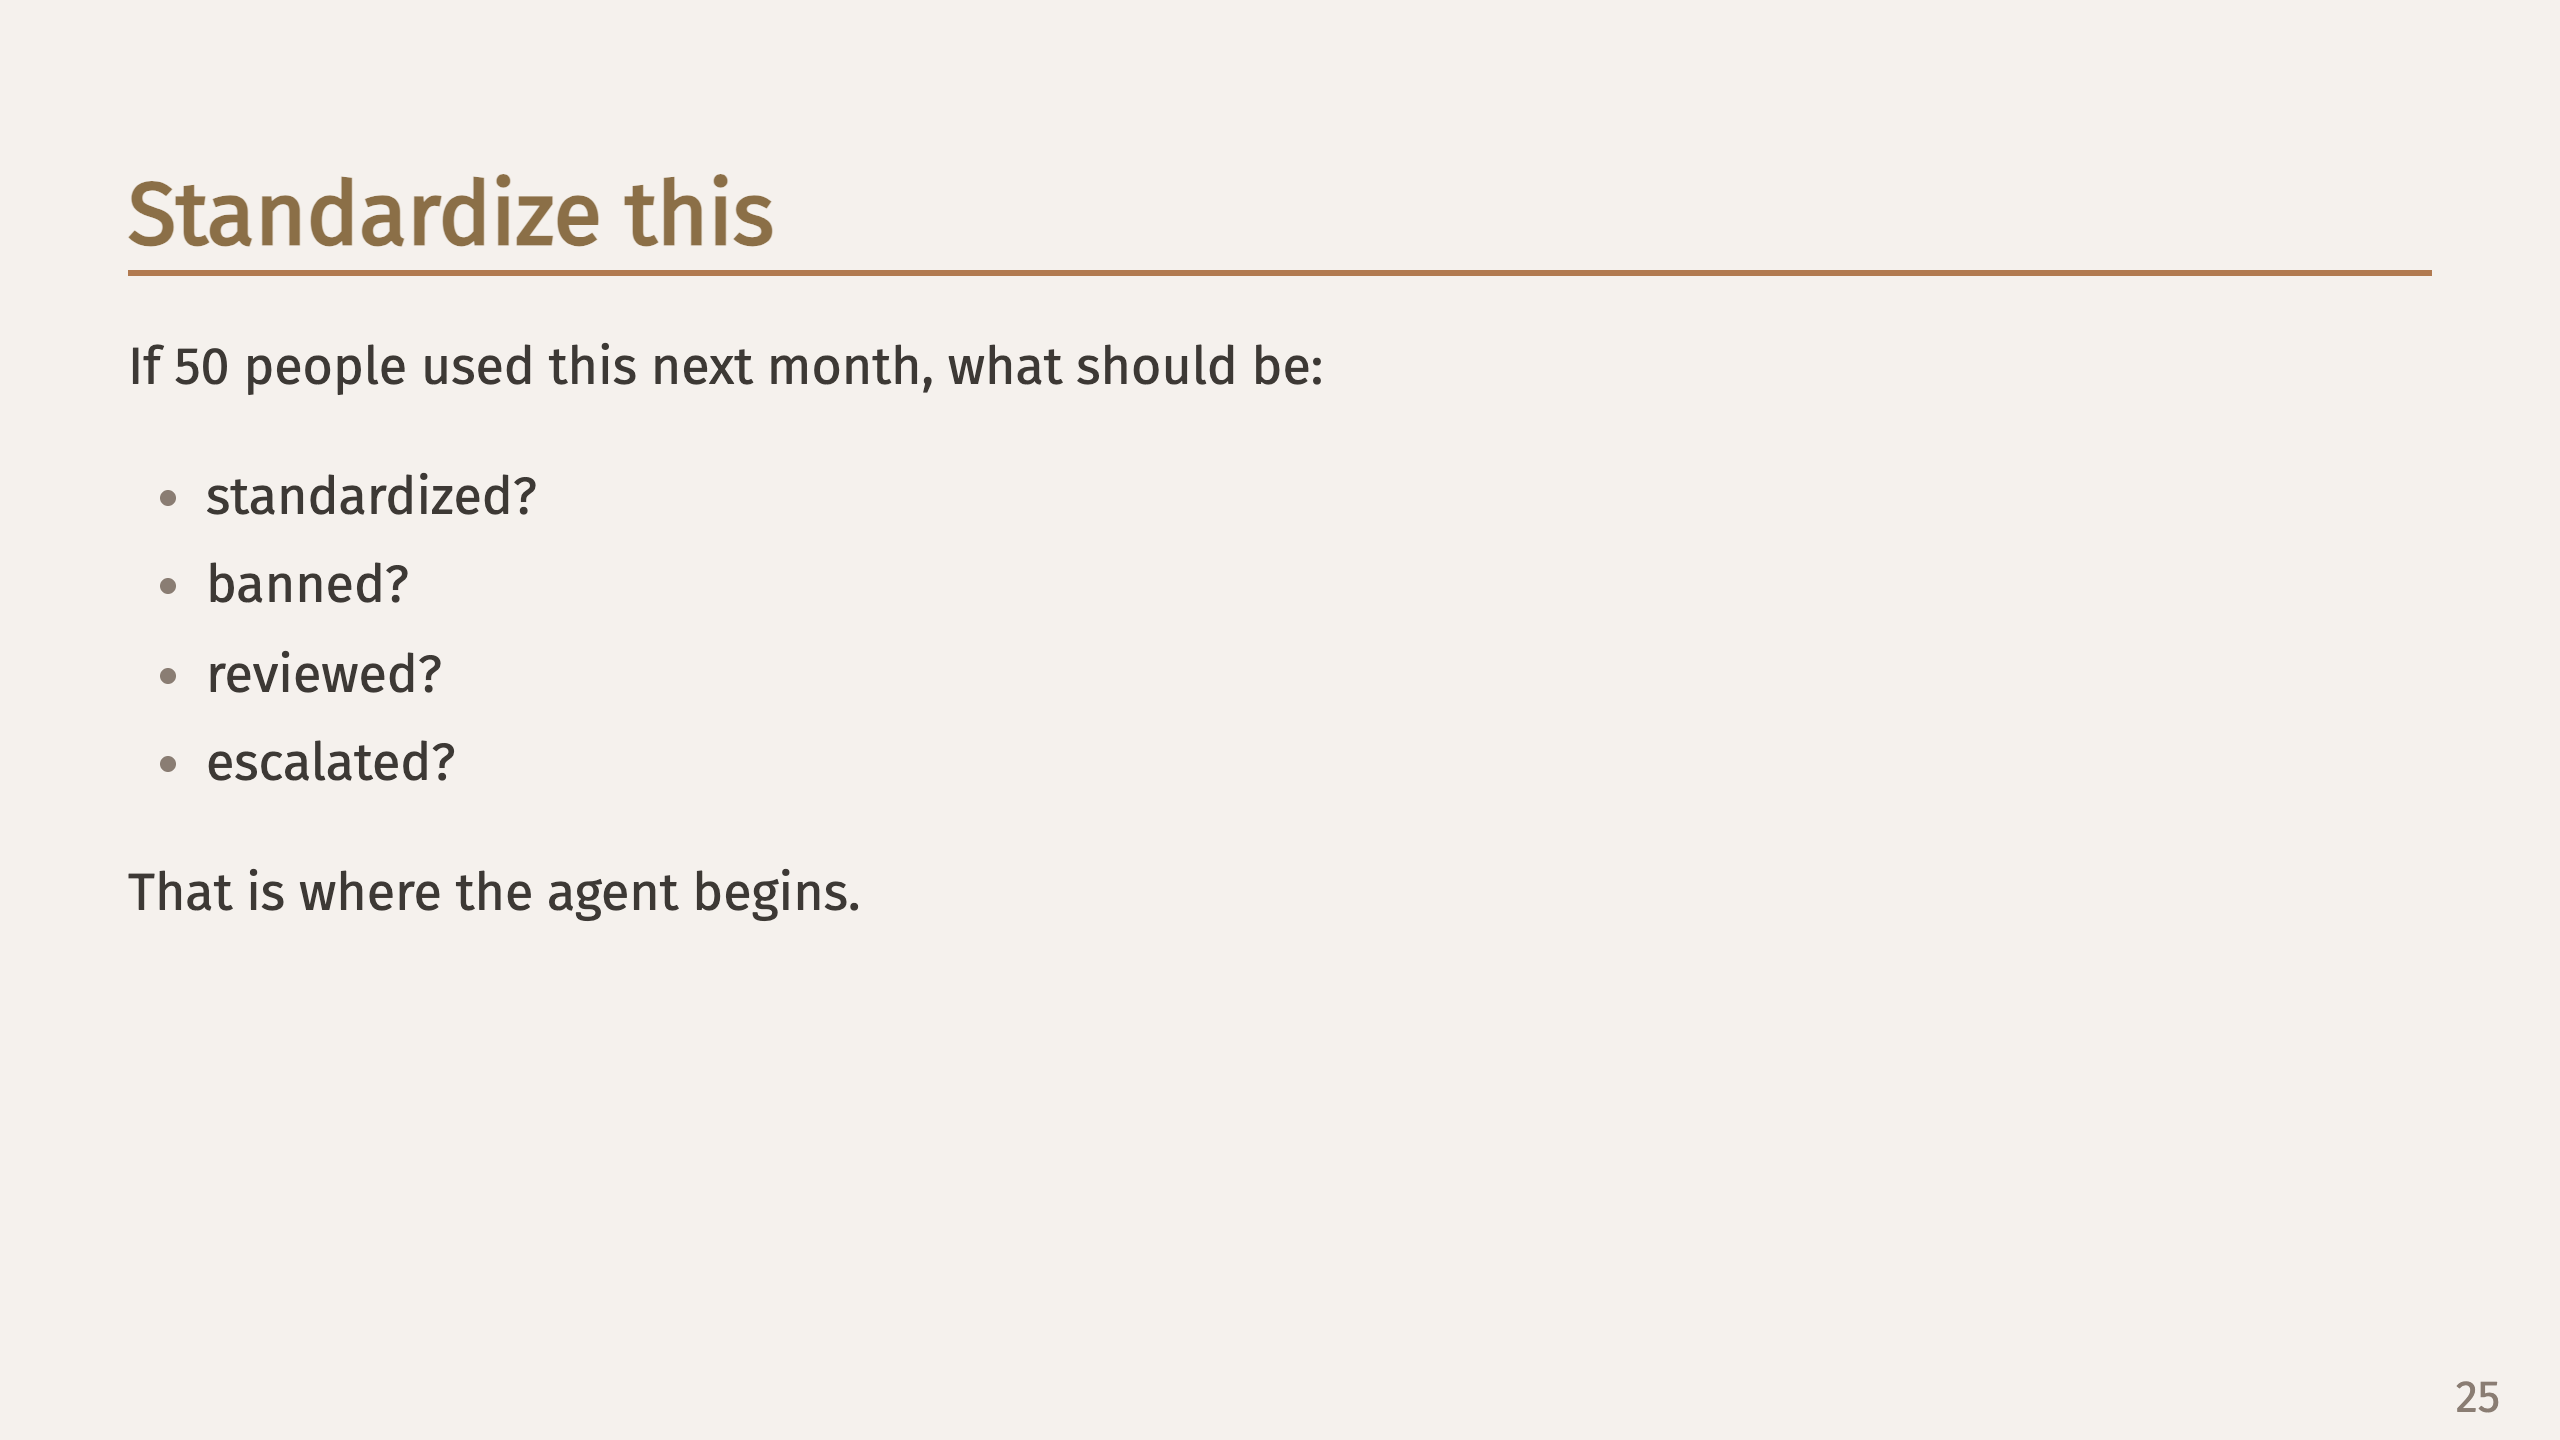 Standardize this
If 50 people used this next month, what should be:
• standardized?
• banned?
• reviewed?
• escalated?
That is where the agent begins.
25